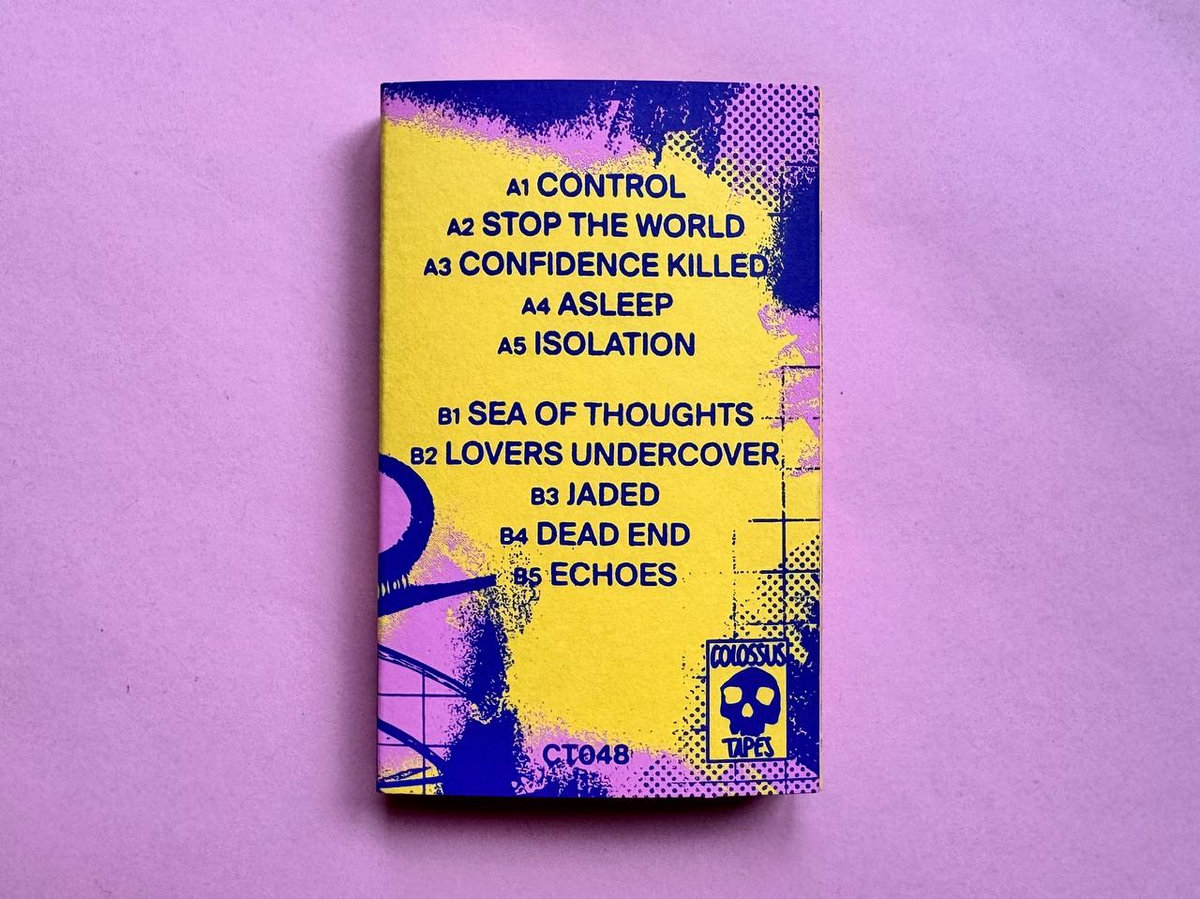 A1 CONTROL
A2 STOP THE WORLD
A3 CONFIDENCE KILLED
A4 ASLEEP
A5 ISOLATION
B1 SEA OF THOUGHTS
B2 LOVERS UNDERCOVER
B3 JADED
B4 DEAD END
B5 ECHOES
COLOSSUS
TAPES
CT048